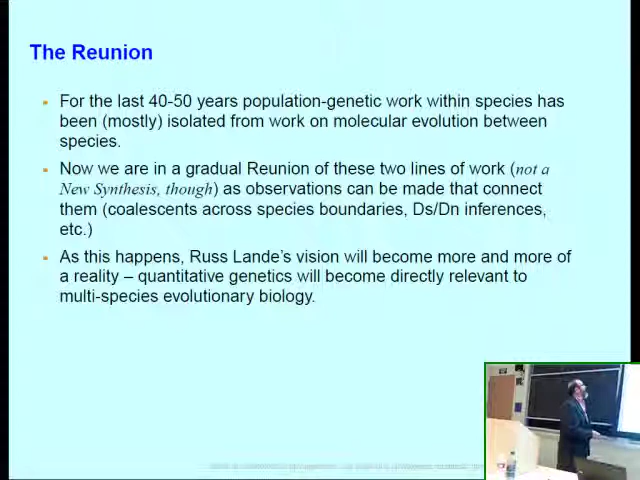 The Reunion
For the last 40-50 years population-genetic work within species has
been (mostly) isolated from work on molecular evolution between
species.
Now we are in a gradual Reunion of these two lines of work (not a
New Synthesis, though) as observations can be made that connect
them (coalescents across species boundaries, Ds/Dn inferences,
etc.)
As this happens, Russ Lande's vision will become more and more of
a reality – quantitative genetics will become directly relevant to
multi-species evolutionary biology.